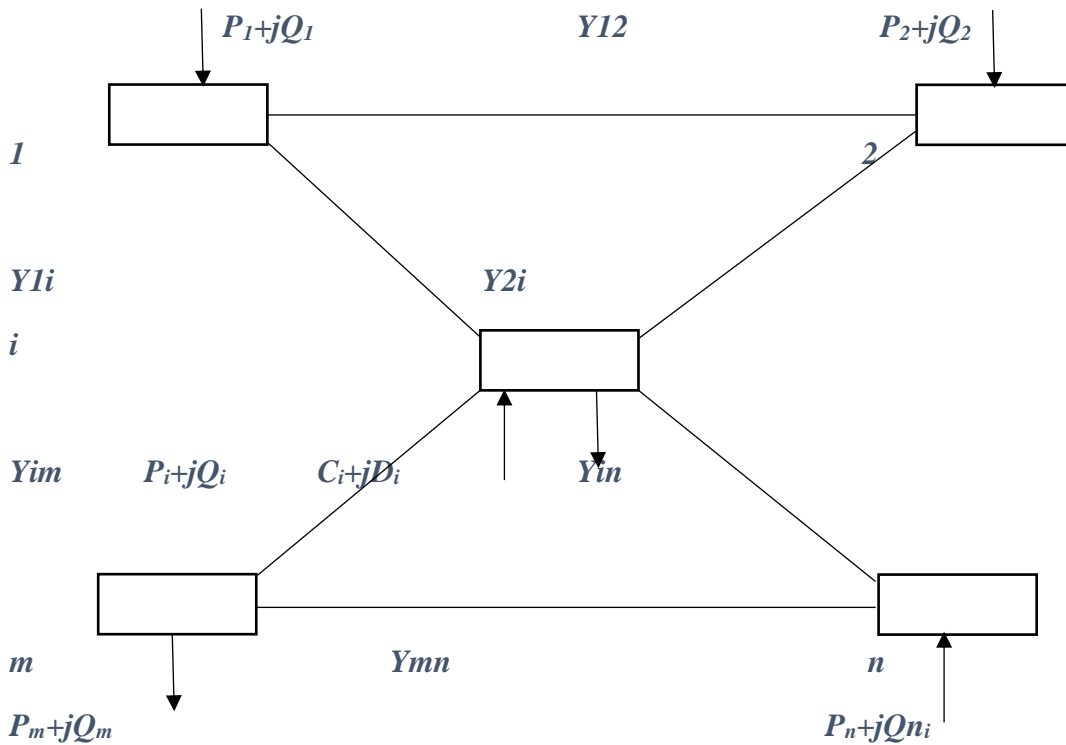 P₁+jQ₁ Y12 P₂+jQ₂
1 2
Y1i Y2i
i
Yim Pᵢ+jQᵢ Cᵢ+jDᵢ Yin
m Ymn n
Pₘ+jQₘ Pₙ+jQnᵢ